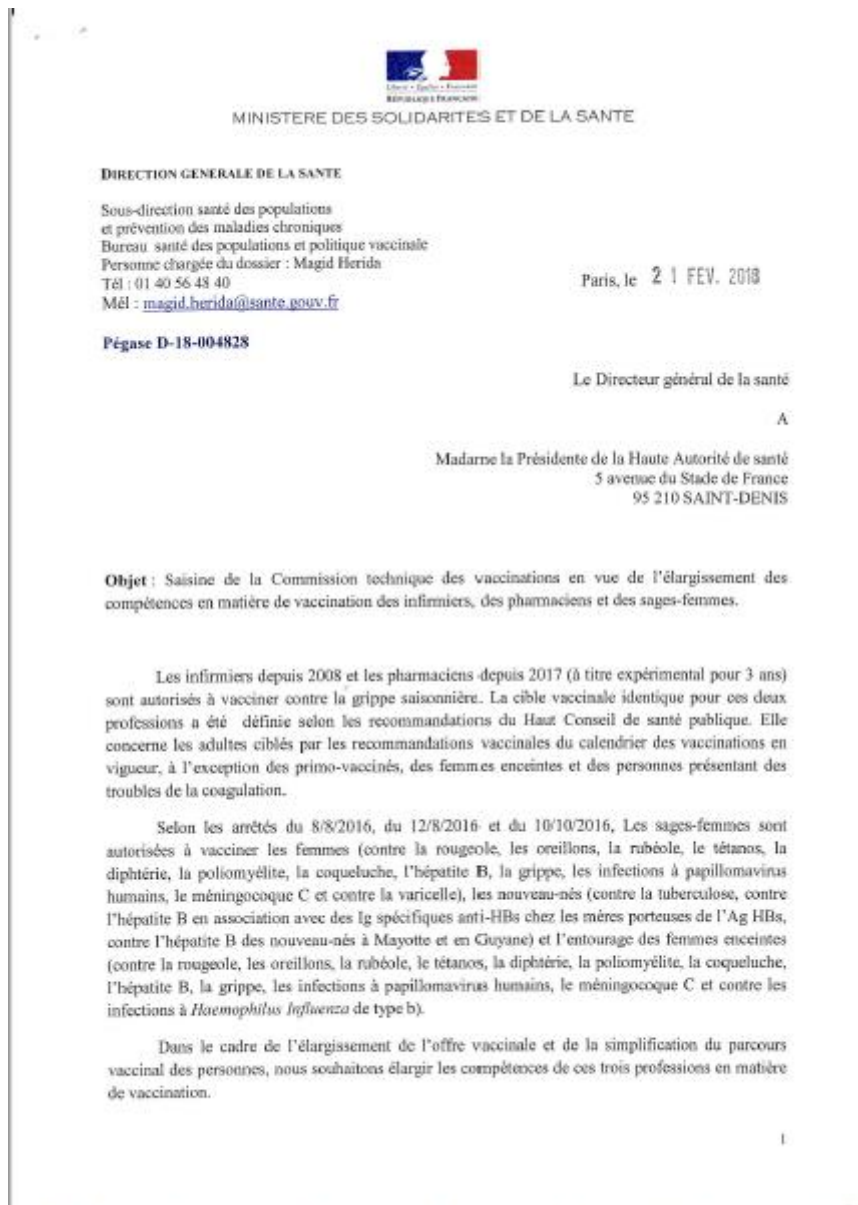 Liberté • Égalité • Fraternité
RÉPUBLIQUE FRANÇAISE
MINISTERE DES SOLIDARITES ET DE LA SANTE
DIRECTION GENERALE DE LA SANTE
Sous-direction santé des populations
et prévention des maladies chroniques
Bureau santé des populations et politique vaccinale
Personne chargée du dossier : Magid Herida
Tél : 01 40 56 48 40
Mél : magid.herida@sante.gouv.fr
Paris, le 21 FEV. 2018
Pégase D-18-004828
Le Directeur général de la santé
A
Madame la Présidente de la Haute Autorité de santé
5 avenue du Stade de France
95 210 SAINT-DENIS
Objet : Saisine de la Commission technique des vaccinations en vue de l'élargissement des
compétences en matière de vaccination des infirmiers, des pharmaciens et des sages-femmes.
Les infirmiers depuis 2008 et les pharmaciens depuis 2017 (à titre expérimental pour 3 ans)
sont autorisés à vacciner contre la grippe saisonnière. La cible vaccinale identique pour ces deux
professions a été définie selon les recommandations du Haut Conseil de santé publique. Elle
concerne les adultes ciblés par les recommandations vaccinales du calendrier des vaccinations en
vigueur, à l'exception des primo-vaccinés, des femmes enceintes et des personnes présentant des
troubles de la coagulation.
Selon les arrêtés du 8/8/2016, du 12/8/2016 et du 10/10/2016, Les sages-femmes sont
autorisées à vacciner les femmes (contre la rougeole, les oreillons, la rubéole, le tétanos, la
diphtérie, la poliomyélite, la coqueluche, l'hépatite B, la grippe, les infections à papillomavirus
humains, le méningocoque C et contre la varicelle), les nouveau-nés (contre la tuberculose, contre
l'hépatite B en association avec des Ig spécifiques anti-HBs chez les mères porteuses de l'Ag HBs,
contre l'hépatite B des nouveau-nés à Mayotte et en Guyane) et l'entourage des femmes enceintes
(contre la rougeole, les oreillons, la rubéole, le tétanos, la diphtérie, la poliomyélite, la coqueluche,
l'hépatite B, la grippe, les infections à papillomavirus humains, le méningocoque C et contre les
infections à Haemophilus Influenza de type b).
Dans le cadre de l'élargissement de l'offre vaccinale et de la simplification du parcours
vaccinal des personnes, nous souhaitons élargir les compétences de ces trois professions en matière
de vaccination.
1